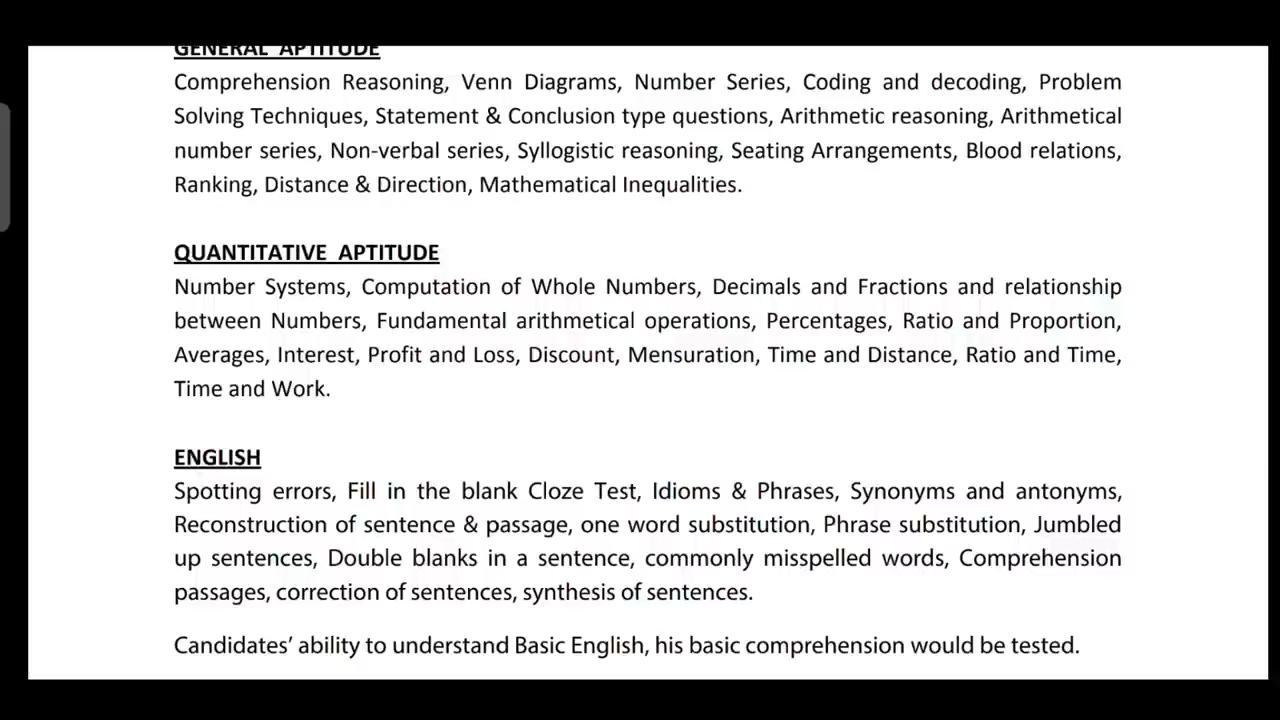 GENERAL APTITUDE
Comprehension Reasoning, Venn Diagrams, Number Series, Coding and decoding, Problem
Solving Techniques, Statement & Conclusion type questions, Arithmetic reasoning, Arithmetical
number series, Non-verbal series, Syllogistic reasoning, Seating Arrangements, Blood relations,
Ranking, Distance & Direction, Mathematical Inequalities.
QUANTITATIVE APTITUDE
Number Systems, Computation of Whole Numbers, Decimals and Fractions and relationship
between Numbers, Fundamental arithmetical operations, Percentages, Ratio and Proportion,
Averages, Interest, Profit and Loss, Discount, Mensuration, Time and Distance, Ratio and Time,
Time and Work.
ENGLISH
Spotting errors, Fill in the blank Cloze Test, Idioms & Phrases, Synonyms and antonyms,
Reconstruction of sentence & passage, one word substitution, Phrase substitution, Jumbled
up sentences, Double blanks in a sentence, commonly misspelled words, Comprehension
passages, correction of sentences, synthesis of sentences.
Candidates’ ability to understand Basic English, his basic comprehension would be tested.